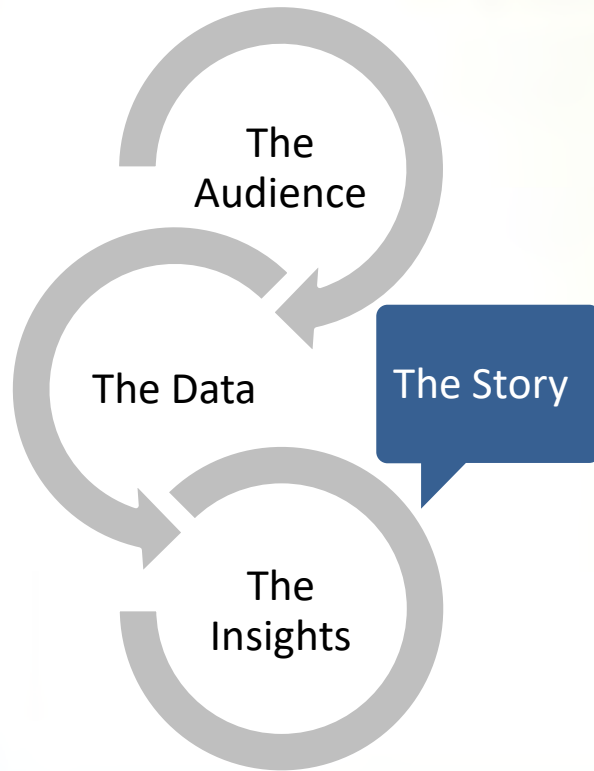 The
Audience
The Data
The Story
The
Insights